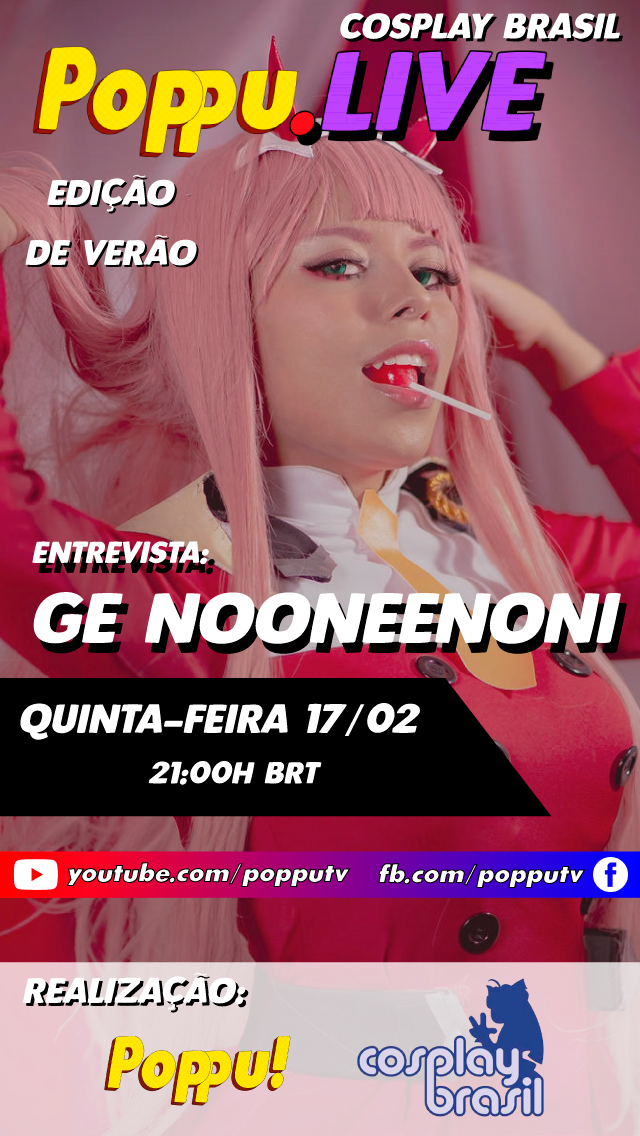 COSPLAY BRASIL
Poppu.LIVE
EDIÇÃO
DE VERÃO
ENTREVISTA:
GE NOONEENONI
QUINTA-FEIRA 17/02
21:00H BRT
youtube.com/popputv fb.com/popputv
REALIZAÇÃO:
Poppu!
cosplay
brasil